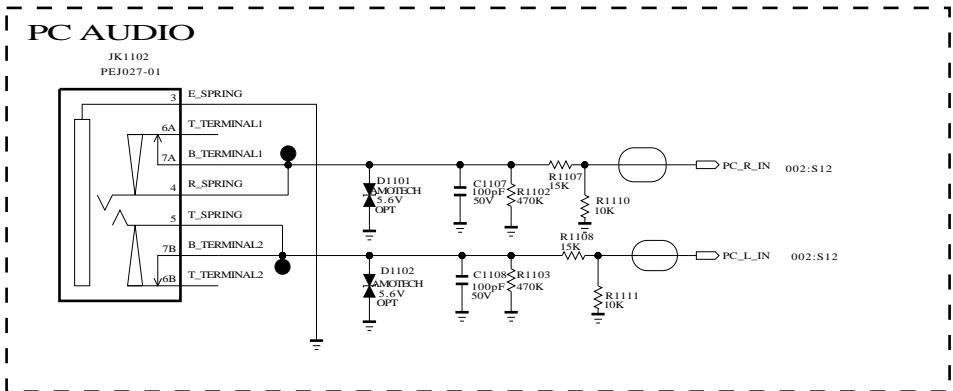 PC AUDIO
JK1102
PEJ027-01
3 E_SPRING
6A T_TERMINAL1
7A B_TERMINAL1
4 R_SPRING
5 T_SPRING
7B B_TERMINAL2
6B T_TERMINAL2
D1101
AMOTECH
5.6V
OPT
C1107
100pF
50V
R1102
470K
R1107
15K
R1110
10K
PC_R_IN 002:S12
D1102
AMOTECH
5.6V
OPT
C1108
100pF
50V
R1103
470K
R1108
15K
R1111
10K
PC_L_IN 002:S12